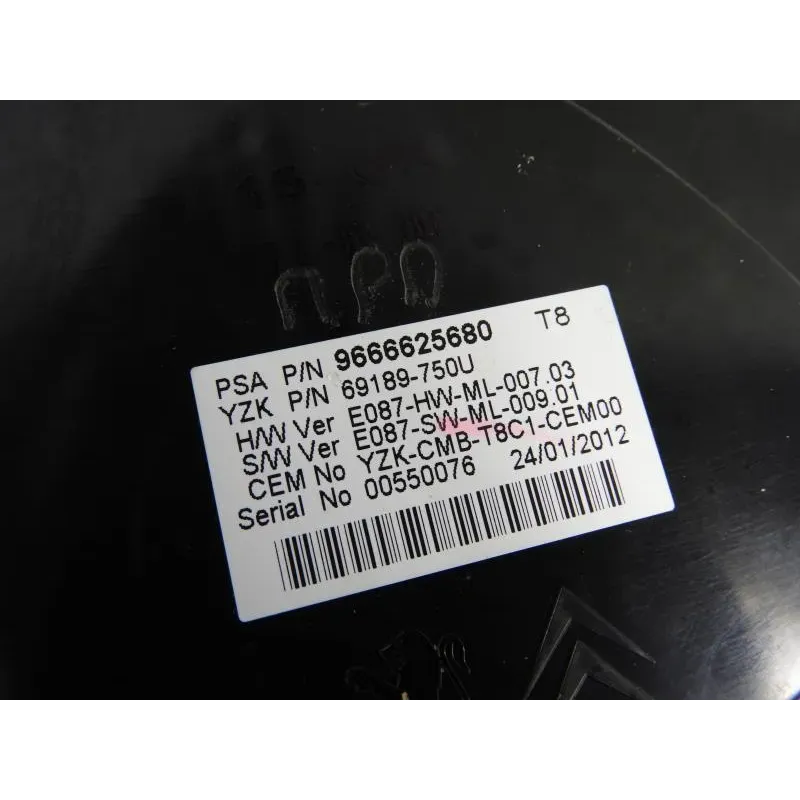 PSA P/N 9666625680 T8
YZK P/N 69189-750U
H/W Ver E087-HW-ML-007.03
S/W Ver E087-SW-ML-009.01
CEM No YZK-CMB-T8C1-CEM00
Serial No 00550076 24/01/2012